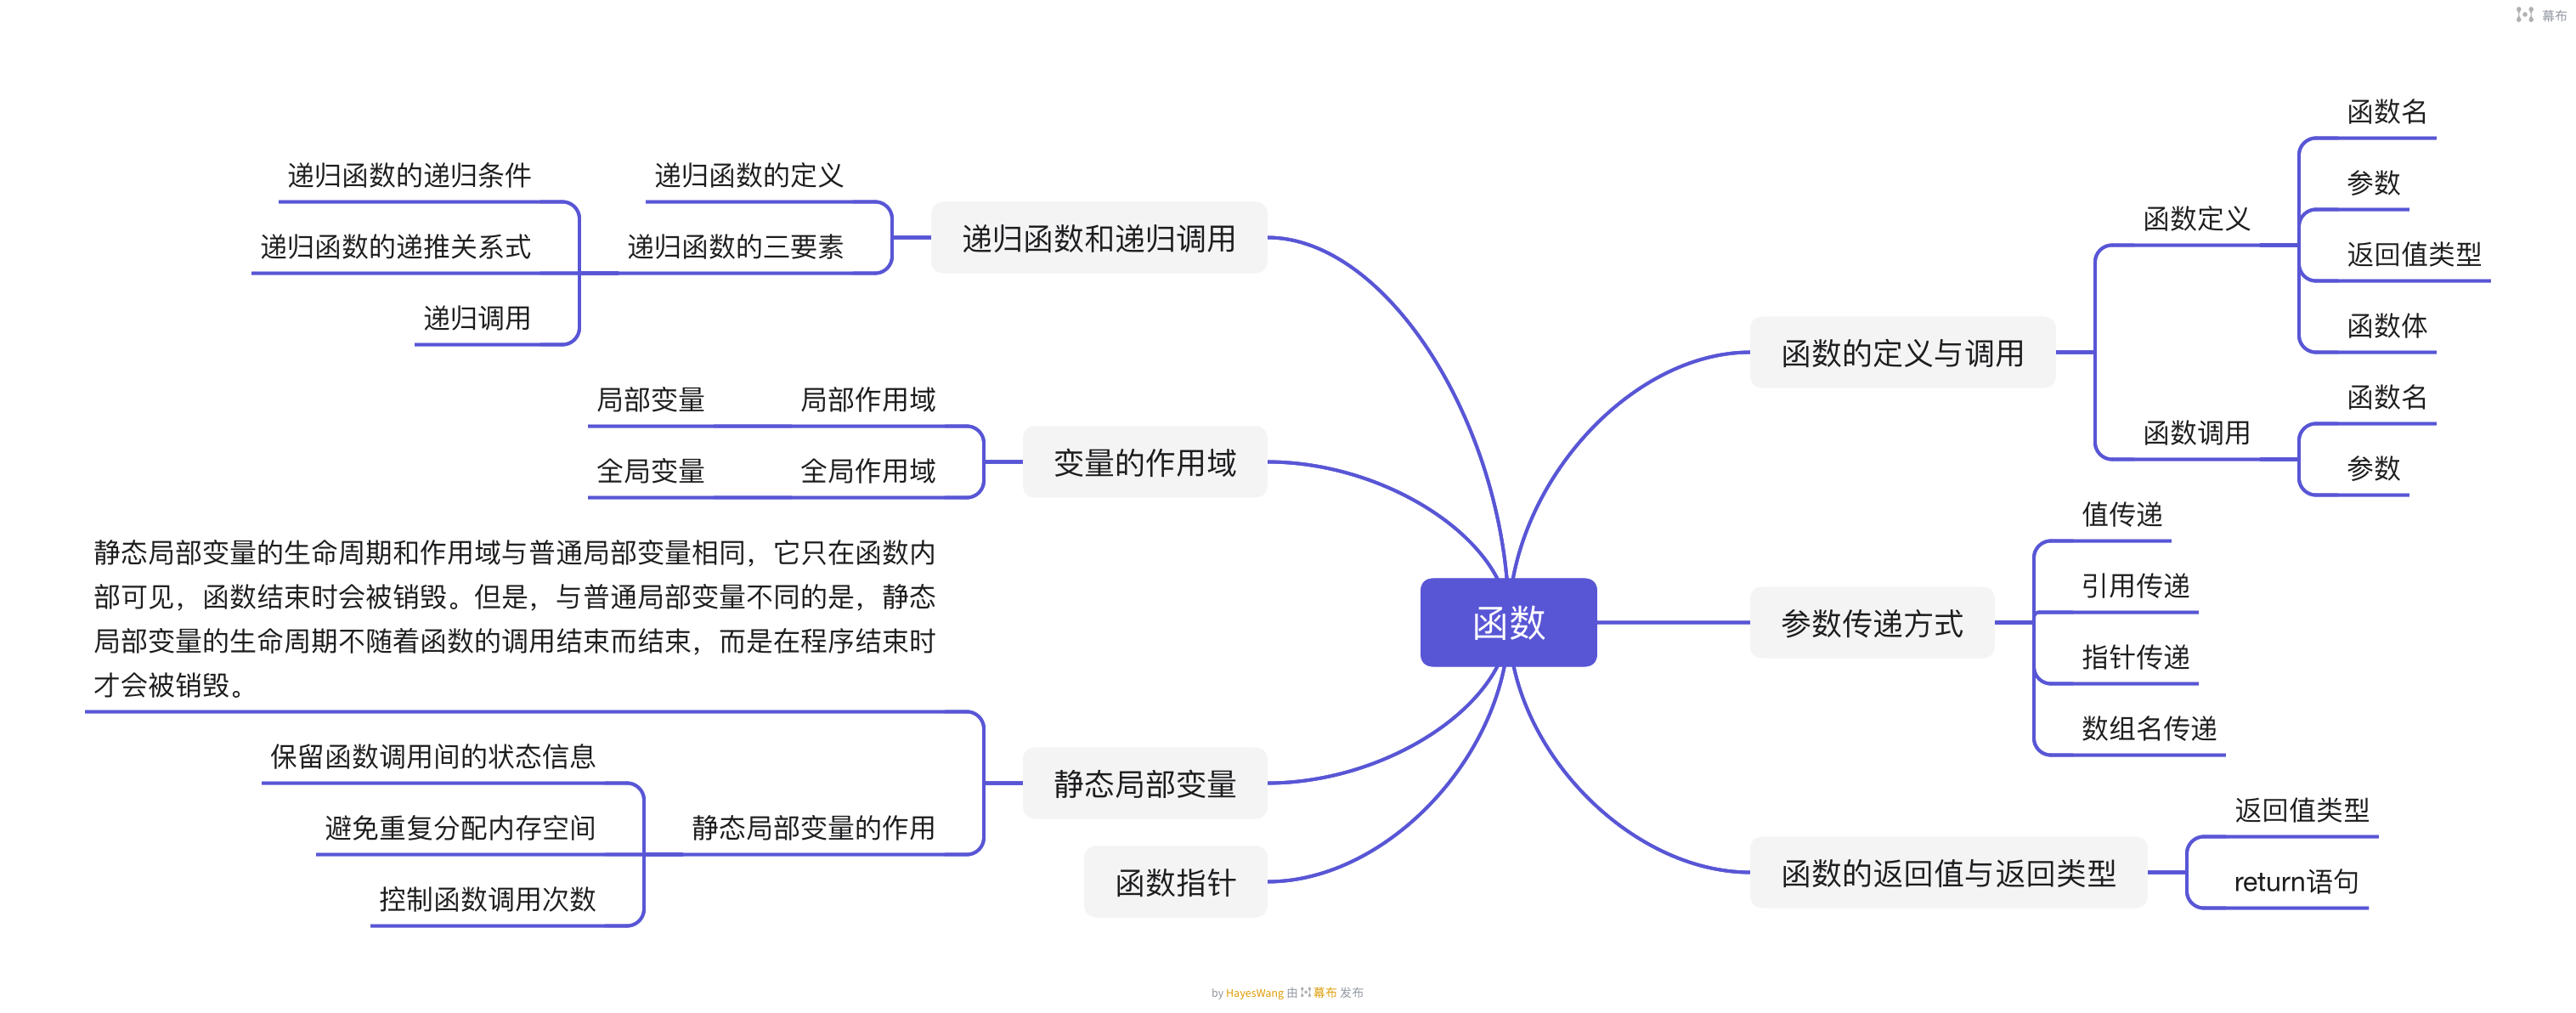 幕布
函数
函数的定义与调用
函数定义
函数名
参数
返回值类型
函数体
函数调用
函数名
参数
参数传递方式
值传递
引用传递
指针传递
数组名传递
函数的返回值与返回类型
返回值类型
return语句
递归函数和递归调用
递归函数的定义
递归函数的三要素
递归函数的递归条件
递归函数的递推关系式
递归调用
变量的作用域
局部作用域
局部变量
全局作用域
全局变量
静态局部变量
静态局部变量的生命周期和作用域与普通局部变量相同，它只在函数内
部可见，函数结束时会被销毁。但是，与普通局部变量不同的是，静态
局部变量的生命周期不随着函数的调用结束而结束，而是在程序结束时
才会被销毁。
静态局部变量的作用
保留函数调用间的状态信息
避免重复分配内存空间
控制函数调用次数
函数指针
by HayesWang 由 幕布 发布